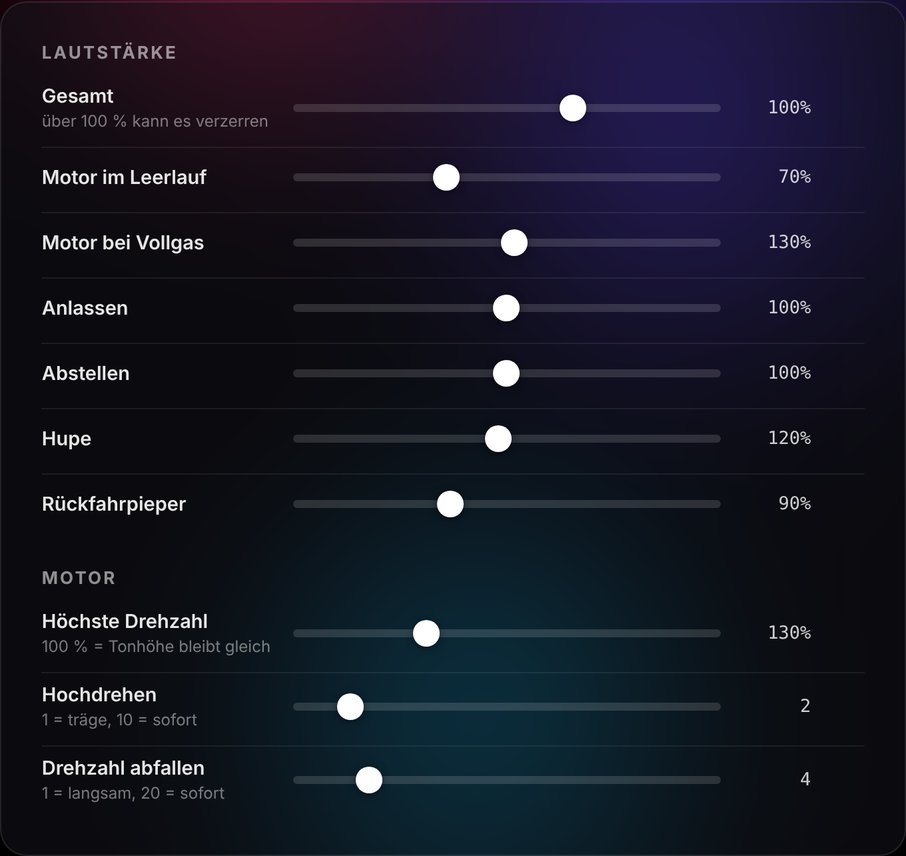 LAUTSTÄRKE
Gesamt
über 100 % kann es verzerren
100%
Motor im Leerlauf
70%
Motor bei Vollgas
130%
Anlassen
100%
Abstellen
100%
Hupe
120%
Rückfahrpieper
90%
MOTOR
Höchste Drehzahl
100 % = Tonhöhe bleibt gleich
130%
Hochdrehen
1 = träge, 10 = sofort
2
Drehzahl abfallen
1 = langsam, 20 = sofort
4